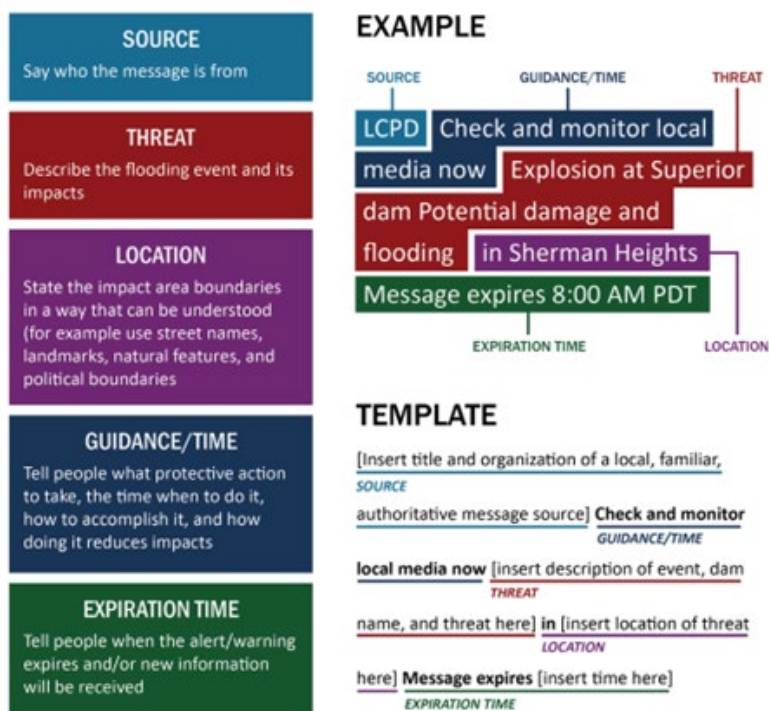 SOURCE
Say who the message is from
THREAT
Describe the flooding event and its
impacts
LOCATION
State the impact area boundaries
in a way that can be understood
(for example use street names,
landmarks, natural features, and
political boundaries
GUIDANCE/TIME
Tell people what protective action
to take, the time when to do it,
how to accomplish it, and how
doing it reduces impacts
EXPIRATION TIME
Tell people when the alert/warning
expires and/or new information
will be received
EXAMPLE
SOURCE GUIDANCE/TIME THREAT
LCPD Check and monitor local
media now Explosion at Superior
dam Potential damage and
flooding in Sherman Heights
Message expires 8:00 AM PDT
EXPIRATION TIME LOCATION
TEMPLATE
[Insert title and organization of a local, familiar,
SOURCE
authoritative message source] Check and monitor
GUIDANCE/TIME
local media now [insert description of event, dam
THREAT
name, and threat here] in [insert location of threat
LOCATION
here] Message expires [insert time here]
EXPIRATION TIME